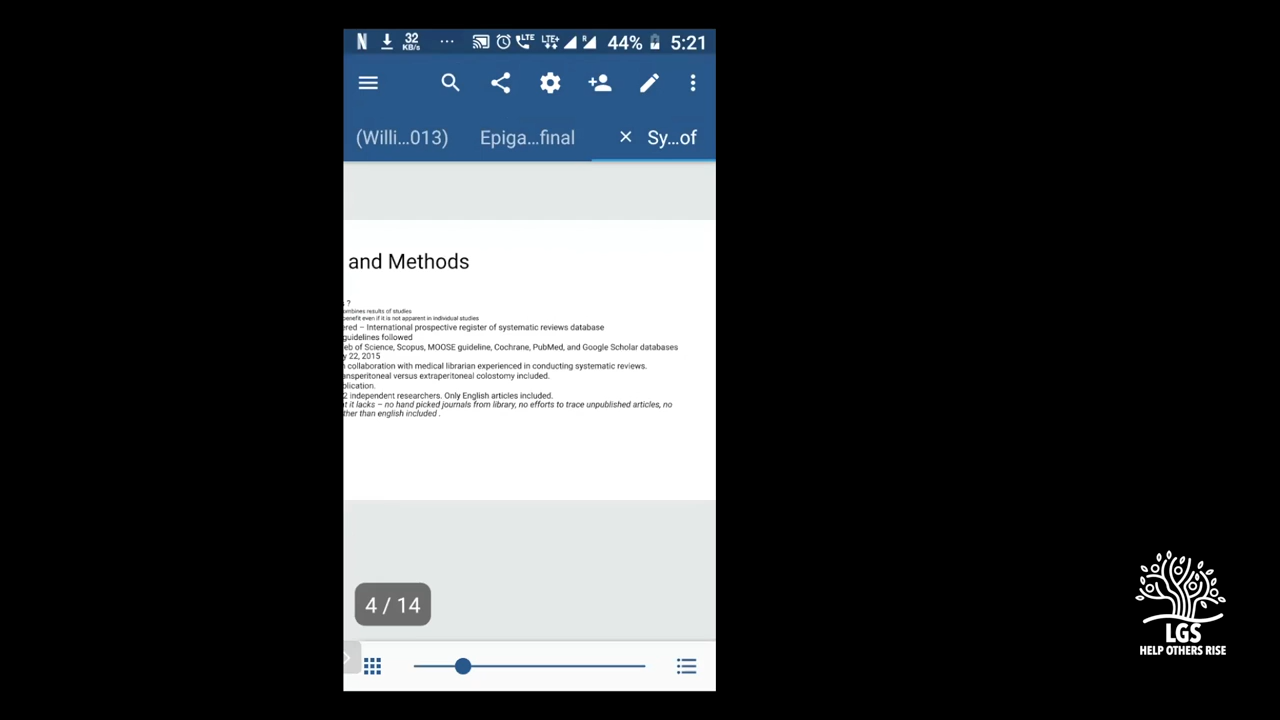 N 32 KB/s ... LTE LTE+ R 44% 5:21
(Willi...013) Epiga...final × Sy...of
and Methods
s ?
ombines results of studies
benefit even if it is not apparent in individual studies
ered – International prospective register of systematic reviews database
guidelines followed
eb of Science, Scopus, MOOSE guideline, Cochrane, PubMed, and Google Scholar databases
y 22, 2015
collaboration with medical librarian experienced in conducting systematic reviews.
ansperitoneal versus extraperitoneal colostomy included.
blication.
2 independent researchers. Only English articles included.
t it lacks – no hand picked journals from library, no efforts to trace unpublished articles, no
ther than english included .
4 / 14
LGS
HELP OTHERS RISE